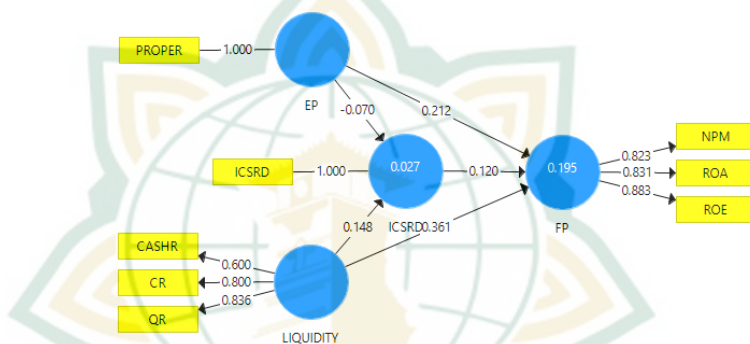 PROPER
1.000
EP
-0.070
0.212
ICSRD
1.000
0.027
0.120
0.195
NPM
0.823
ROA
0.831
ROE
0.883
FP
0.148
ICSRD
0.361
CASHR
0.600
CR
0.800
QR
0.836
LIQUIDITY